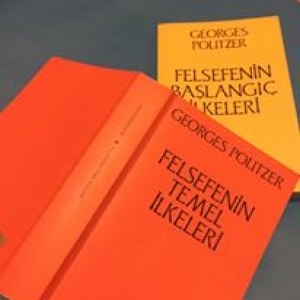 GEORGES
POLITZER
FELSEFENİN
BAŞLANGIÇ
İLKELERİ
GEORGES POLITZER
FELSEFENİN
TEMEL
İLKELERİ